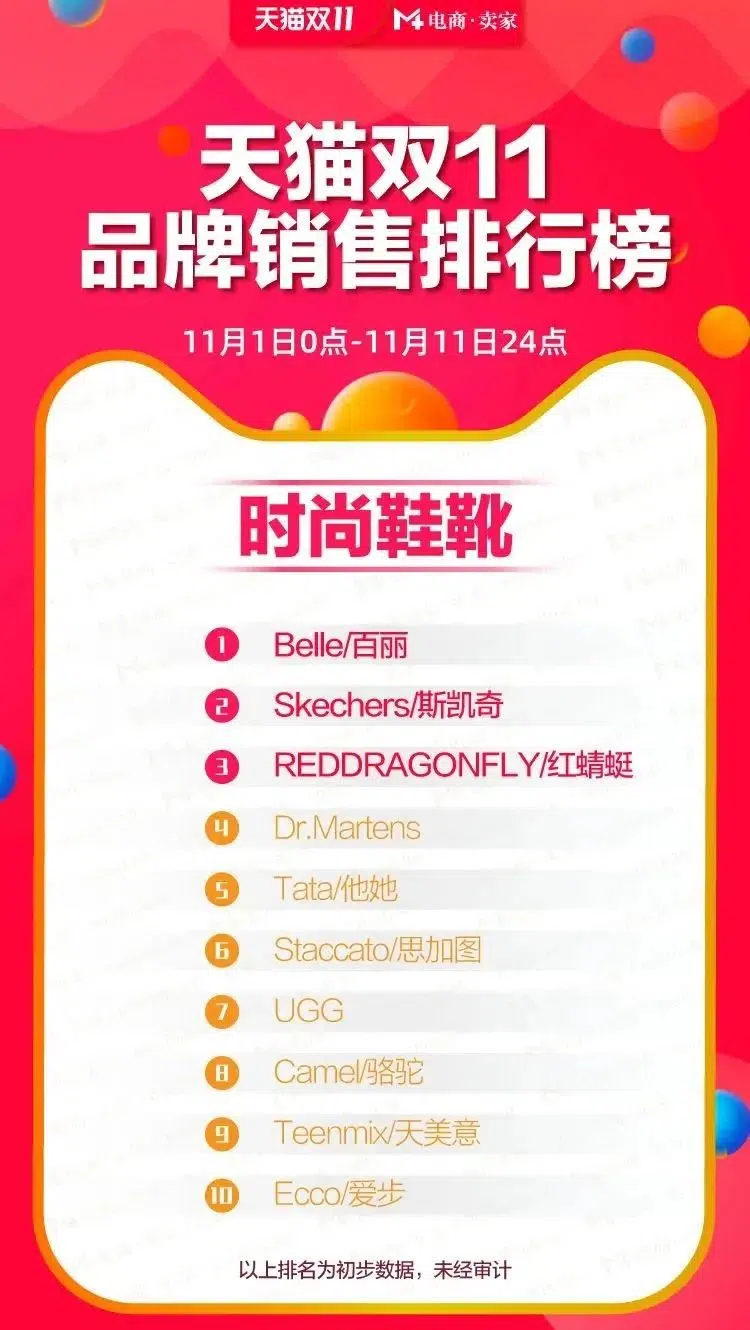 天猫双11 M4电商·卖家
天猫双11
品牌销售排行榜
11月1日0点-11月11日24点
时尚鞋靴
1 Belle/百丽
2 Skechers/斯凯奇
3 REDDRAGONFLY/红蜻蜓
4 Dr.Martens
5 Tata/他她
6 Staccato/思加图
7 UGG
8 Camel/骆驼
9 Teenmix/天美意
10 Ecco/爱步
以上排名为初步数据，未经审计